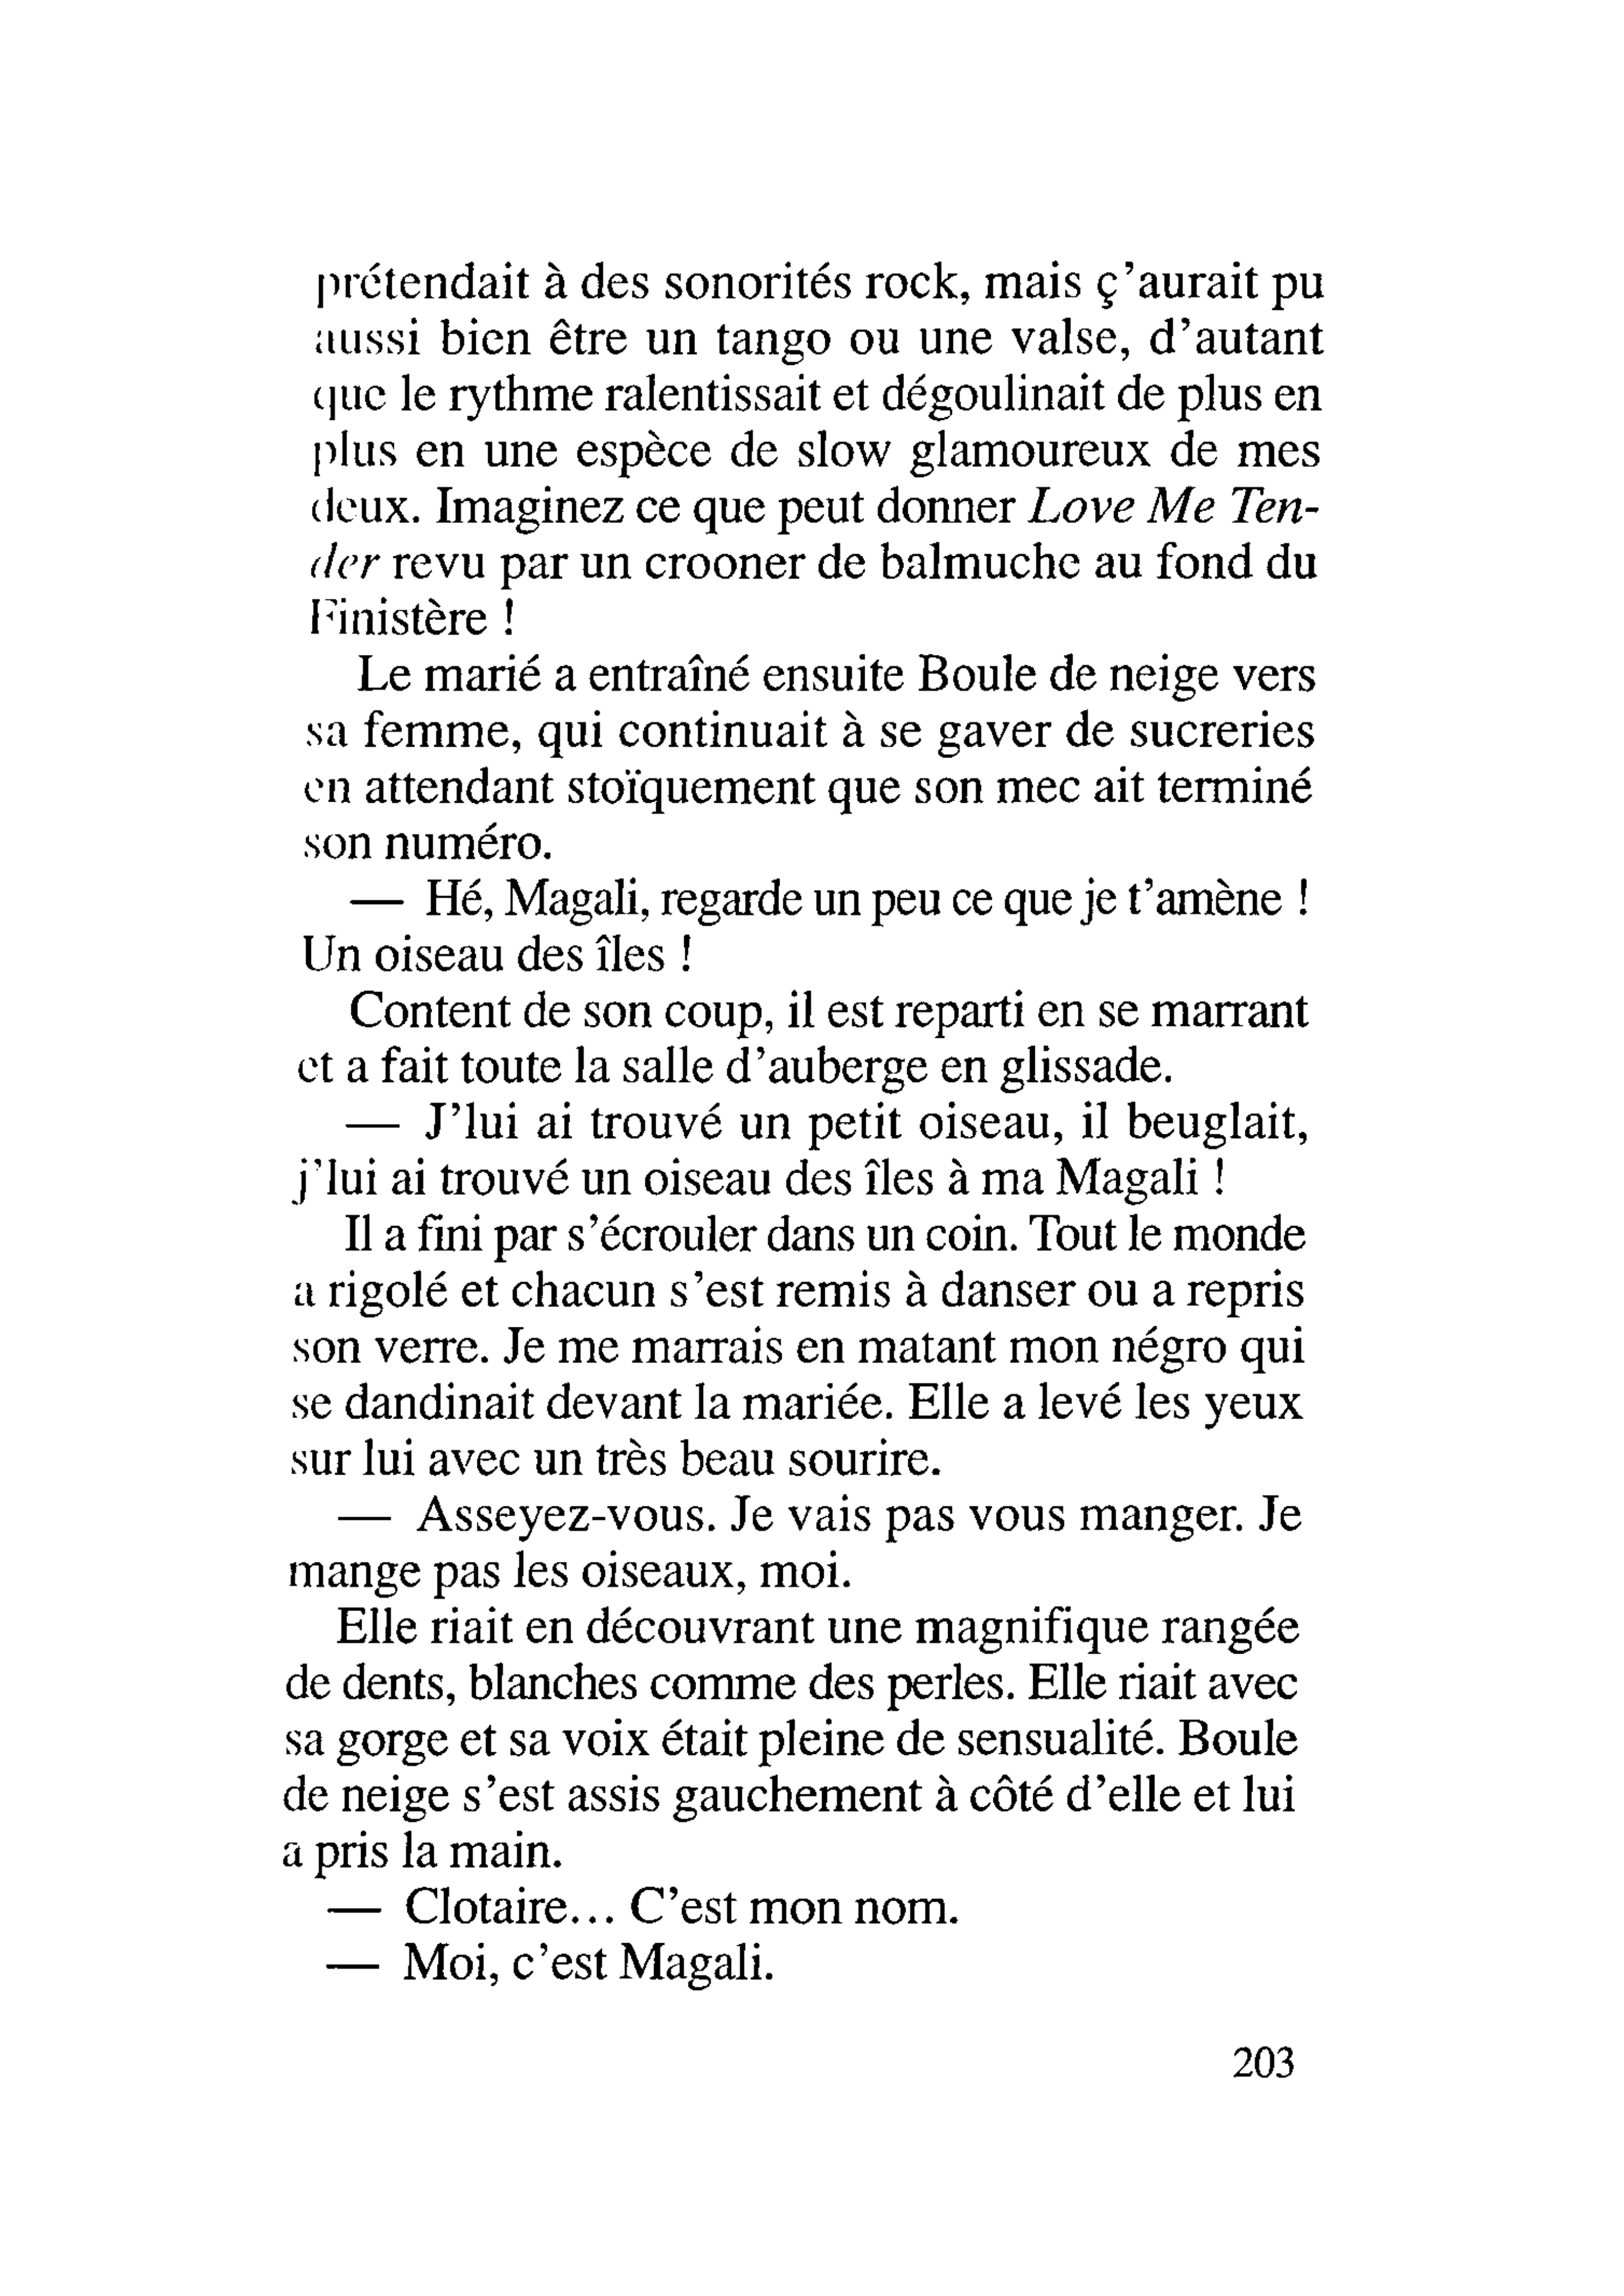 prétendait à des sonorités rock, mais ç’aurait pu
aussi bien être un tango ou une valse, d’autant
que le rythme ralentissait et dégoulinait de plus en
plus en une espèce de slow glamoureux de mes
deux. Imaginez ce que peut donner Love Me Ten-
der revu par un crooner de balmuche au fond du
Finistère !
Le marié a entraîné ensuite Boule de neige vers
sa femme, qui continuait à se gaver de sucreries
en attendant stoïquement que son mec ait terminé
son numéro.
— Hé, Magali, regarde un peu ce que je t’amène !
Un oiseau des îles !
Content de son coup, il est reparti en se marrant
et a fait toute la salle d’auberge en glissade.
— J’lui ai trouvé un petit oiseau, il beuglait,
j’lui ai trouvé un oiseau des îles à ma Magali !
Il a fini par s’écrouler dans un coin. Tout le monde
a rigolé et chacun s’est remis à danser ou a repris
son verre. Je me marrais en matant mon négro qui
se dandinait devant la mariée. Elle a levé les yeux
sur lui avec un très beau sourire.
— Asseyez-vous. Je vais pas vous manger. Je
mange pas les oiseaux, moi.
Elle riait en découvrant une magnifique rangée
de dents, blanches comme des perles. Elle riait avec
sa gorge et sa voix était pleine de sensualité. Boule
de neige s’est assis gauchement à côté d’elle et lui
a pris la main.
— Clotaire... C’est mon nom.
— Moi, c’est Magali.
203